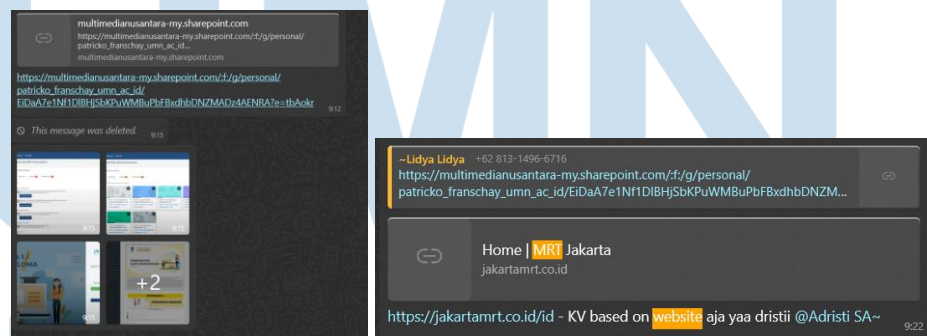 multimedianusantara-my.sharepoint.com
https://multimedianusantara-my.sharepoint.com/:f:/g/personal/
patricko_franschay_umn_ac_id...
multimedianusantara-my.sharepoint.com
https://multimedianusantara-my.sharepoint.com/:f:/g/personal/
patricko_franschay_umn_ac_id/
EiDaA7e1Nf1DlBHjSbKPuWMBuPbFBxdhbDNZMADz4AENRA?e=tbAokr
9:12
This message was deleted.
9:15
9:15
9:15
9:15
+2
~Lidya Lidya +62 813-1496-6716
https://multimedianusantara-my.sharepoint.com/:f:/g/personal/
patricko_franschay_umn_ac_id/EiDaA7e1Nf1DlBHjSbKPuWMBuPbFBxdhbDNZM...
Home | MRT Jakarta
jakartamrt.co.id
https://jakartamrt.co.id/id - KV based on website aja yaa dristii @Adristi SA~
9:22